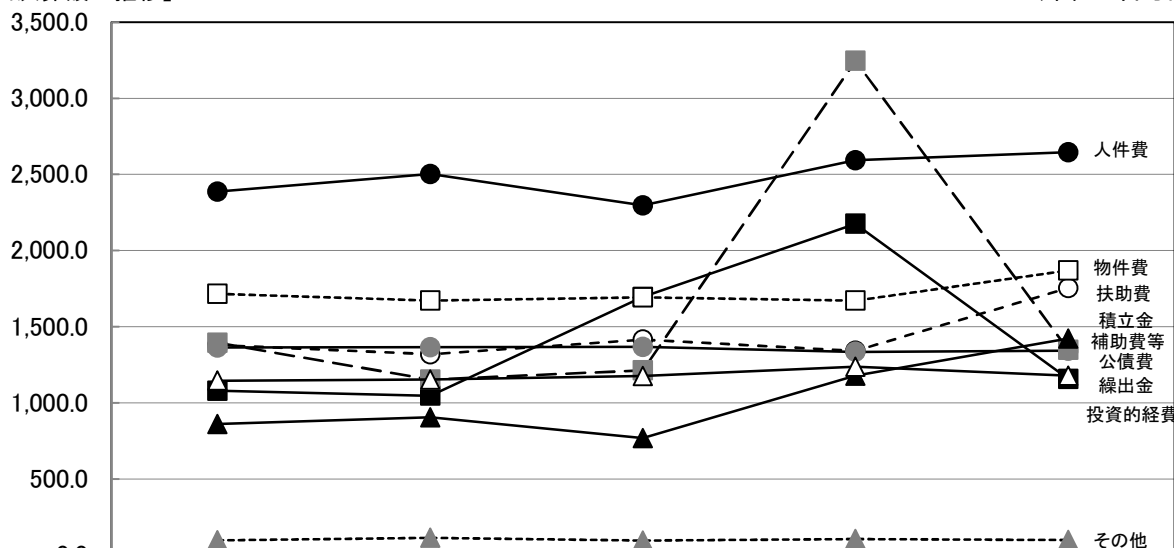 3,500.0
3,000.0
2,500.0
2,000.0
1,500.0
1,000.0
500.0
人件費
物件費
扶助費
積立金
補助費等
公債費
繰出金
投資的経費
その他